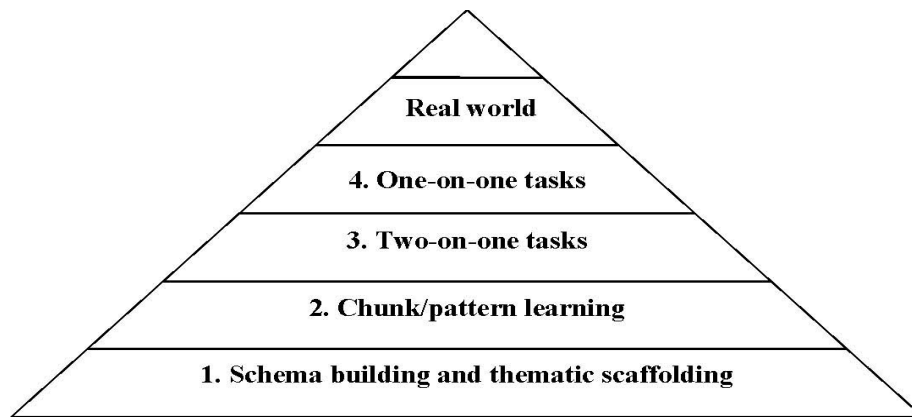 Real world
4. One-on-one tasks
3. Two-on-one tasks
2. Chunk/pattern learning
1. Schema building and thematic scaffolding